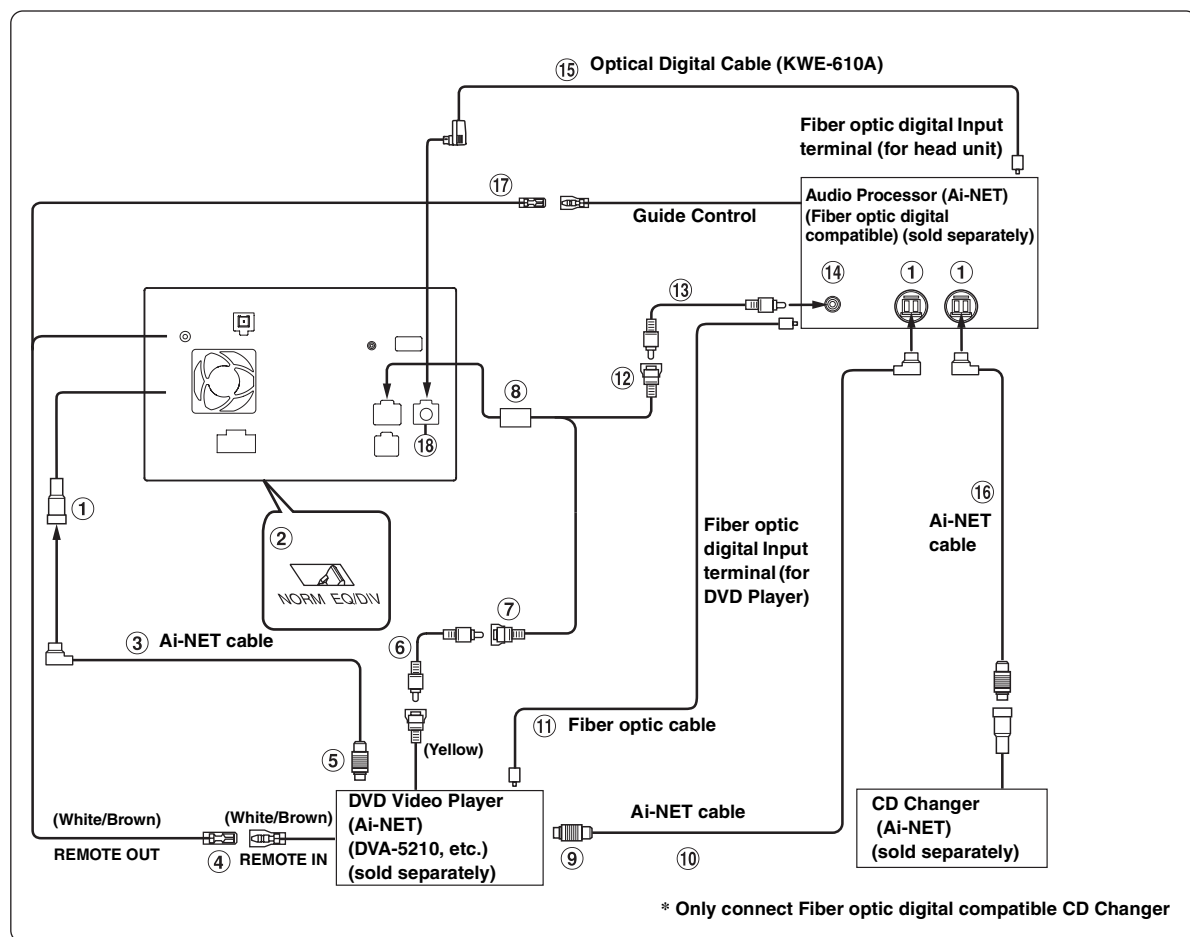 ⑮ Optical Digital Cable (KWE-610A)
Fiber optic digital Input
terminal (for head unit)
⑰
Guide Control
Audio Processor (Ai-NET)
(Fiber optic digital
compatible) (sold separately)
⑭ ① ①
⑬
⑫
⑧
⑱
①
②
NORM EQ/DIV
⑯
Ai-NET
cable
Fiber optic
digital Input
terminal (for
DVD Player)
③ Ai-NET cable
⑦
⑥
⑪ Fiber optic cable
⑤
(Yellow)
DVD Video Player
(Ai-NET)
(DVA-5210, etc.)
(sold separately)
(White/Brown)
REMOTE OUT
④
(White/Brown)
REMOTE IN
Ai-NET cable
⑨ ⑩
CD Changer
(Ai-NET)
(sold separately)
* Only connect Fiber optic digital compatible CD Changer